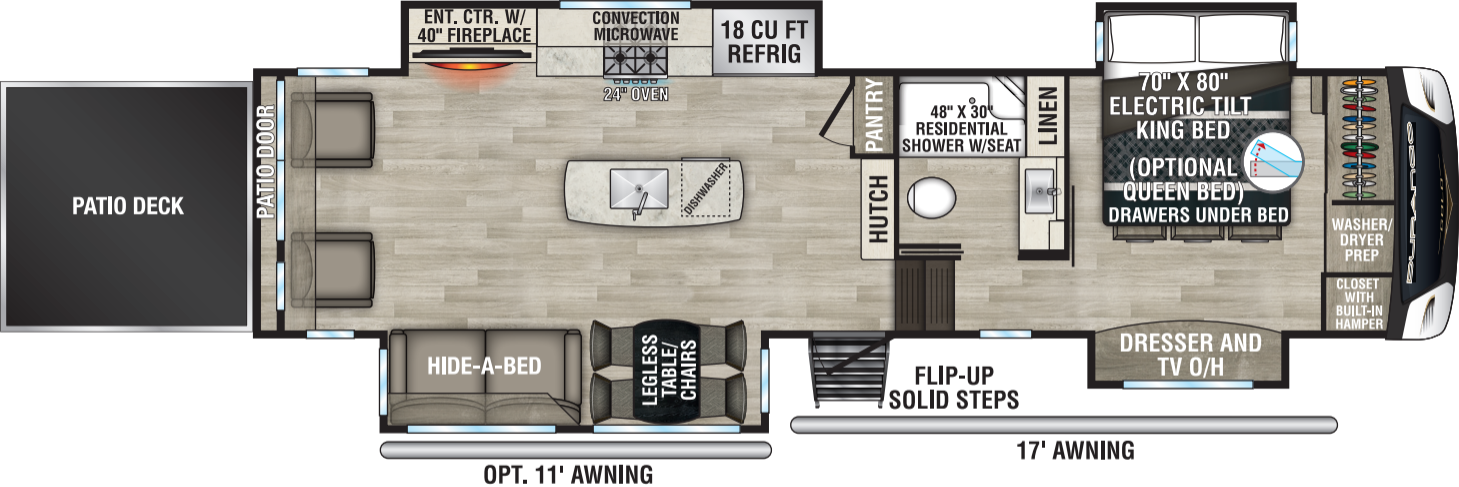 ENT. CTR. W/
40" FIREPLACE
CONVECTION
MICROWAVE
18 CU FT
REFRIG
24" OVEN
PATIO DECK
PATIO DOOR
DISHWASHER
PANTRY
HUTCH
48" X 30"
RESIDENTIAL
SHOWER W/SEAT
LINEN
70" X 80"
ELECTRIC TILT
KING BED
(OPTIONAL
QUEEN BED)
DRAWERS UNDER BED
WASHER/
DRYER
PREP
CLOSET
WITH
BUILT-IN
HAMPER
DURANGO
GOLD
HIDE-A-BED
LEGLESS
TABLE/
CHAIRS
FLIP-UP
SOLID STEPS
DRESSER AND
TV O/H
17' AWNING
OPT. 11' AWNING